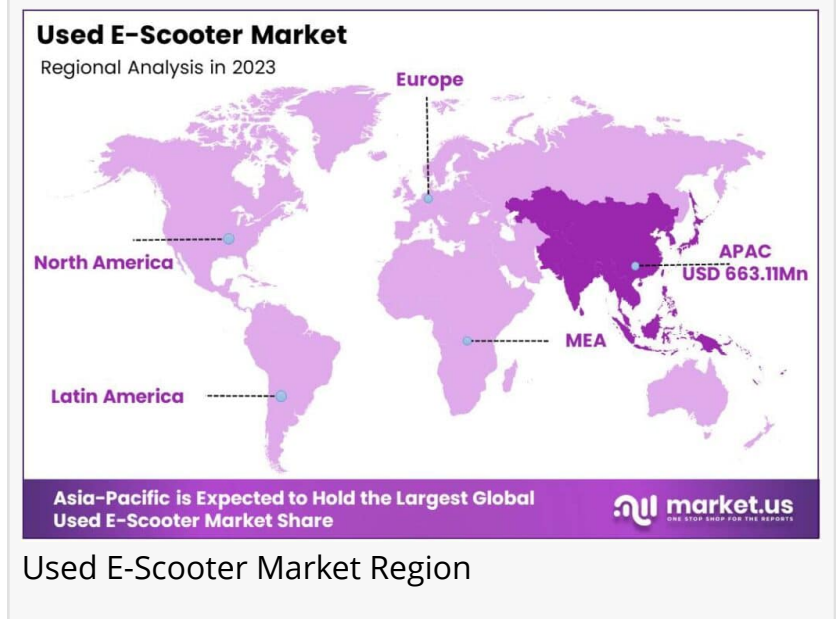 Used E-Scooter Market
Regional Analysis in 2023
Europe
North America
APAC
USD 663.11Mn
MEA
Latin America
Asia-Pacific is Expected to Hold the Largest Global
Used E-Scooter Market Share
market.us
ONE STOP SHOP FOR THE REPORTS
Used E-Scooter Market Region